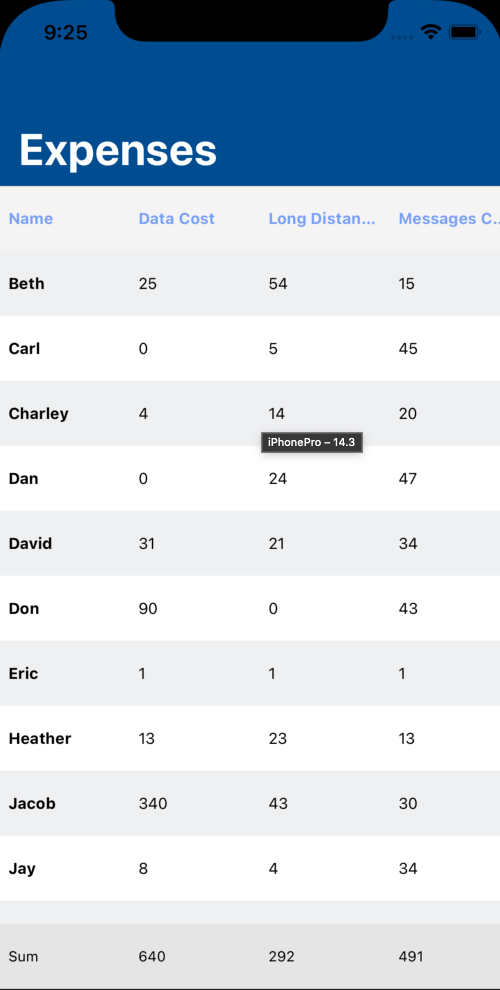 9:25
Expenses
Name Data Cost Long Distan... Messages C...
Beth 25 54 15
Carl 0 5 45
Charley 4 14 20
iPhonePro – 14.3
Dan 0 24 47
David 31 21 34
Don 90 0 43
Eric 1 1 1
Heather 13 23 13
Jacob 340 43 30
Jay 8 4 34
Sum 640 292 491